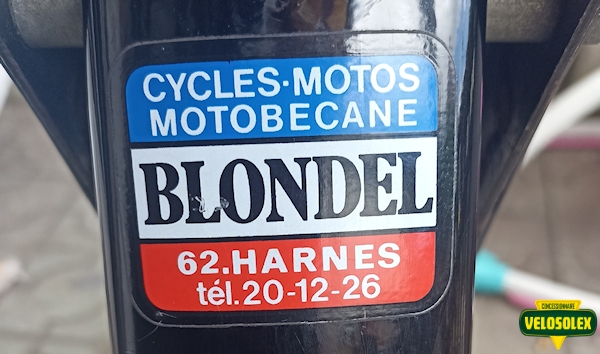 CYCLES·MOTOS
MOTOBECANE
BLONDEL
62.HARNES
tél.20-12-26
CONCESSIONNAIRE
VELOSOLEX